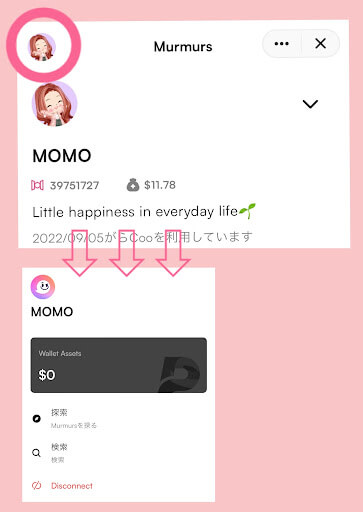 Murmurs
MOMO
39751727 $11.78
Little happiness in everyday life🌱
2022/09/05がらCooを利用しています
MOMO
Wallet Assets
$0
探索
Murmursを探る
検索
検索
Disconnect